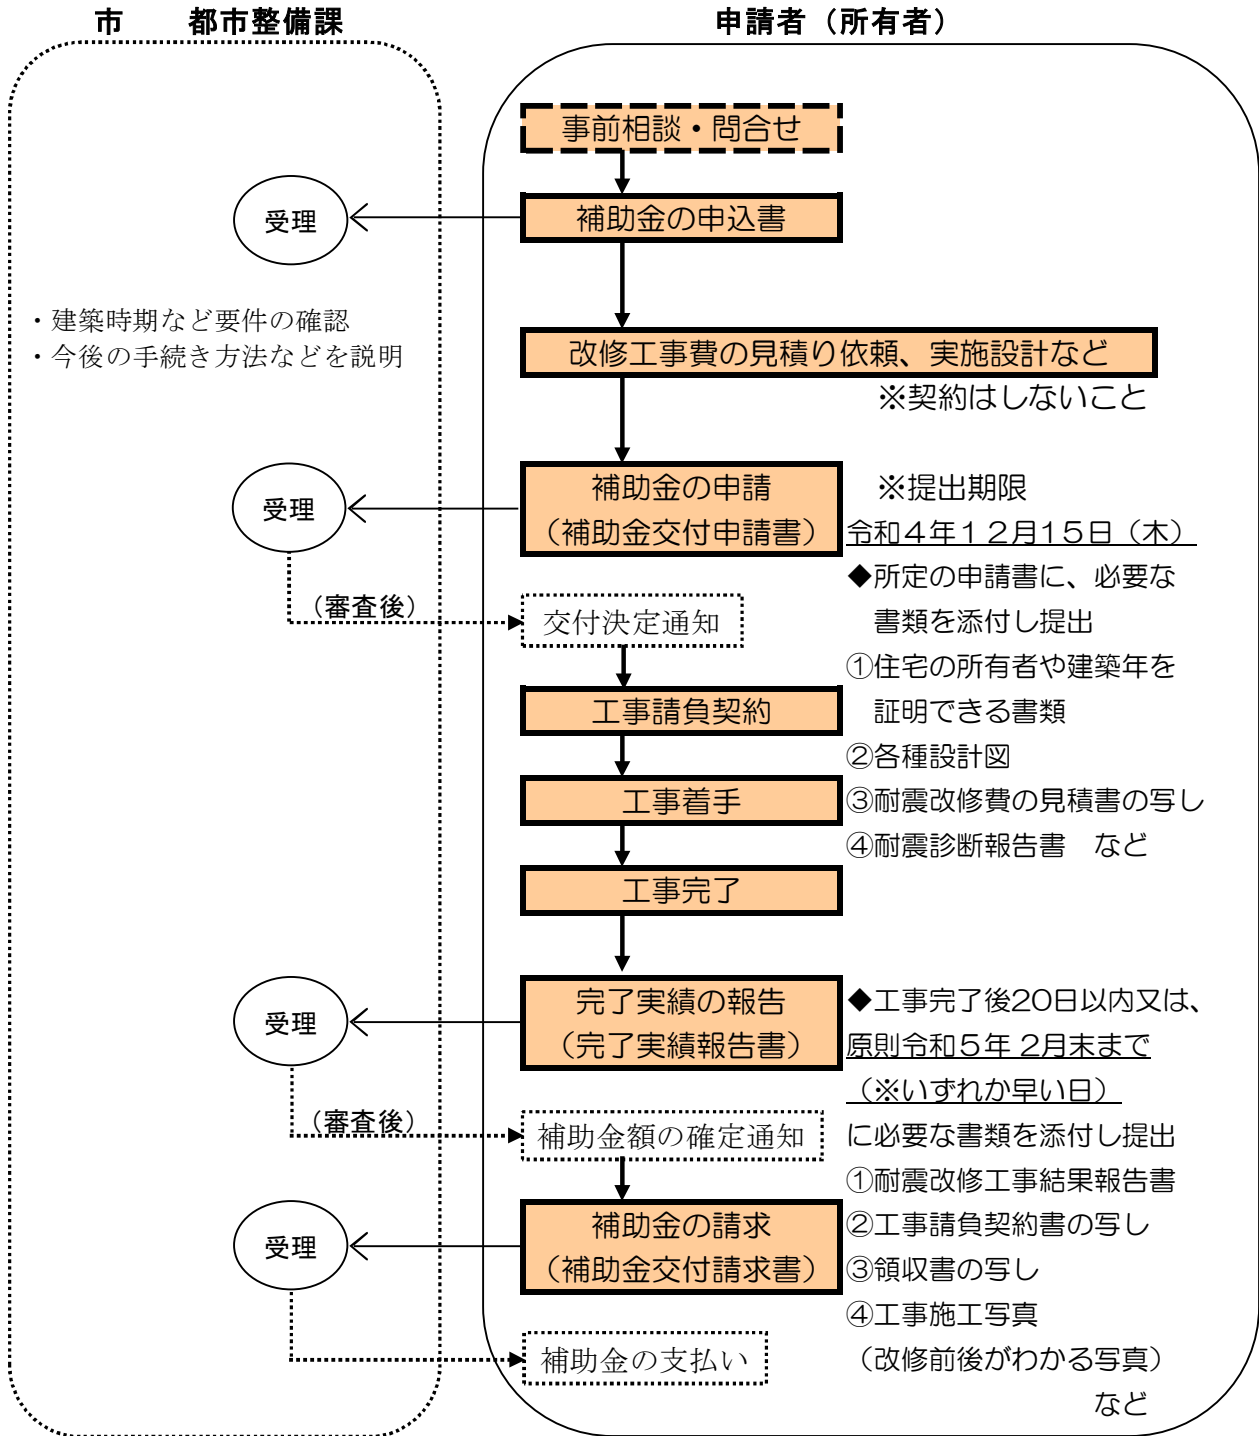 市　　都市整備課
申請者（所有者）
事前相談・問合せ
補助金の申込書
受理
・建築時期など要件の確認
・今後の手続き方法などを説明
改修工事費の見積り依頼、実施設計など
※契約はしないこと
補助金の申請
（補助金交付申請書）
受理
※提出期限
令和４年１２月15日（木）
◆所定の申請書に、必要な
書類を添付し提出
①住宅の所有者や建築年を
証明できる書類
②各種設計図
③耐震改修費の見積書の写し
④耐震診断報告書　など
（審査後）
交付決定通知
工事請負契約
工事着手
工事完了
完了実績の報告
（完了実績報告書）
受理
◆工事完了後20日以内又は、
原則令和５年 2月末まで
（※いずれか早い日）
に必要な書類を添付し提出
①耐震改修工事結果報告書
②工事請負契約書の写し
③領収書の写し
④工事施工写真
（改修前後がわかる写真）
など
（審査後）
補助金額の確定通知
補助金の請求
（補助金交付請求書）
受理
補助金の支払い